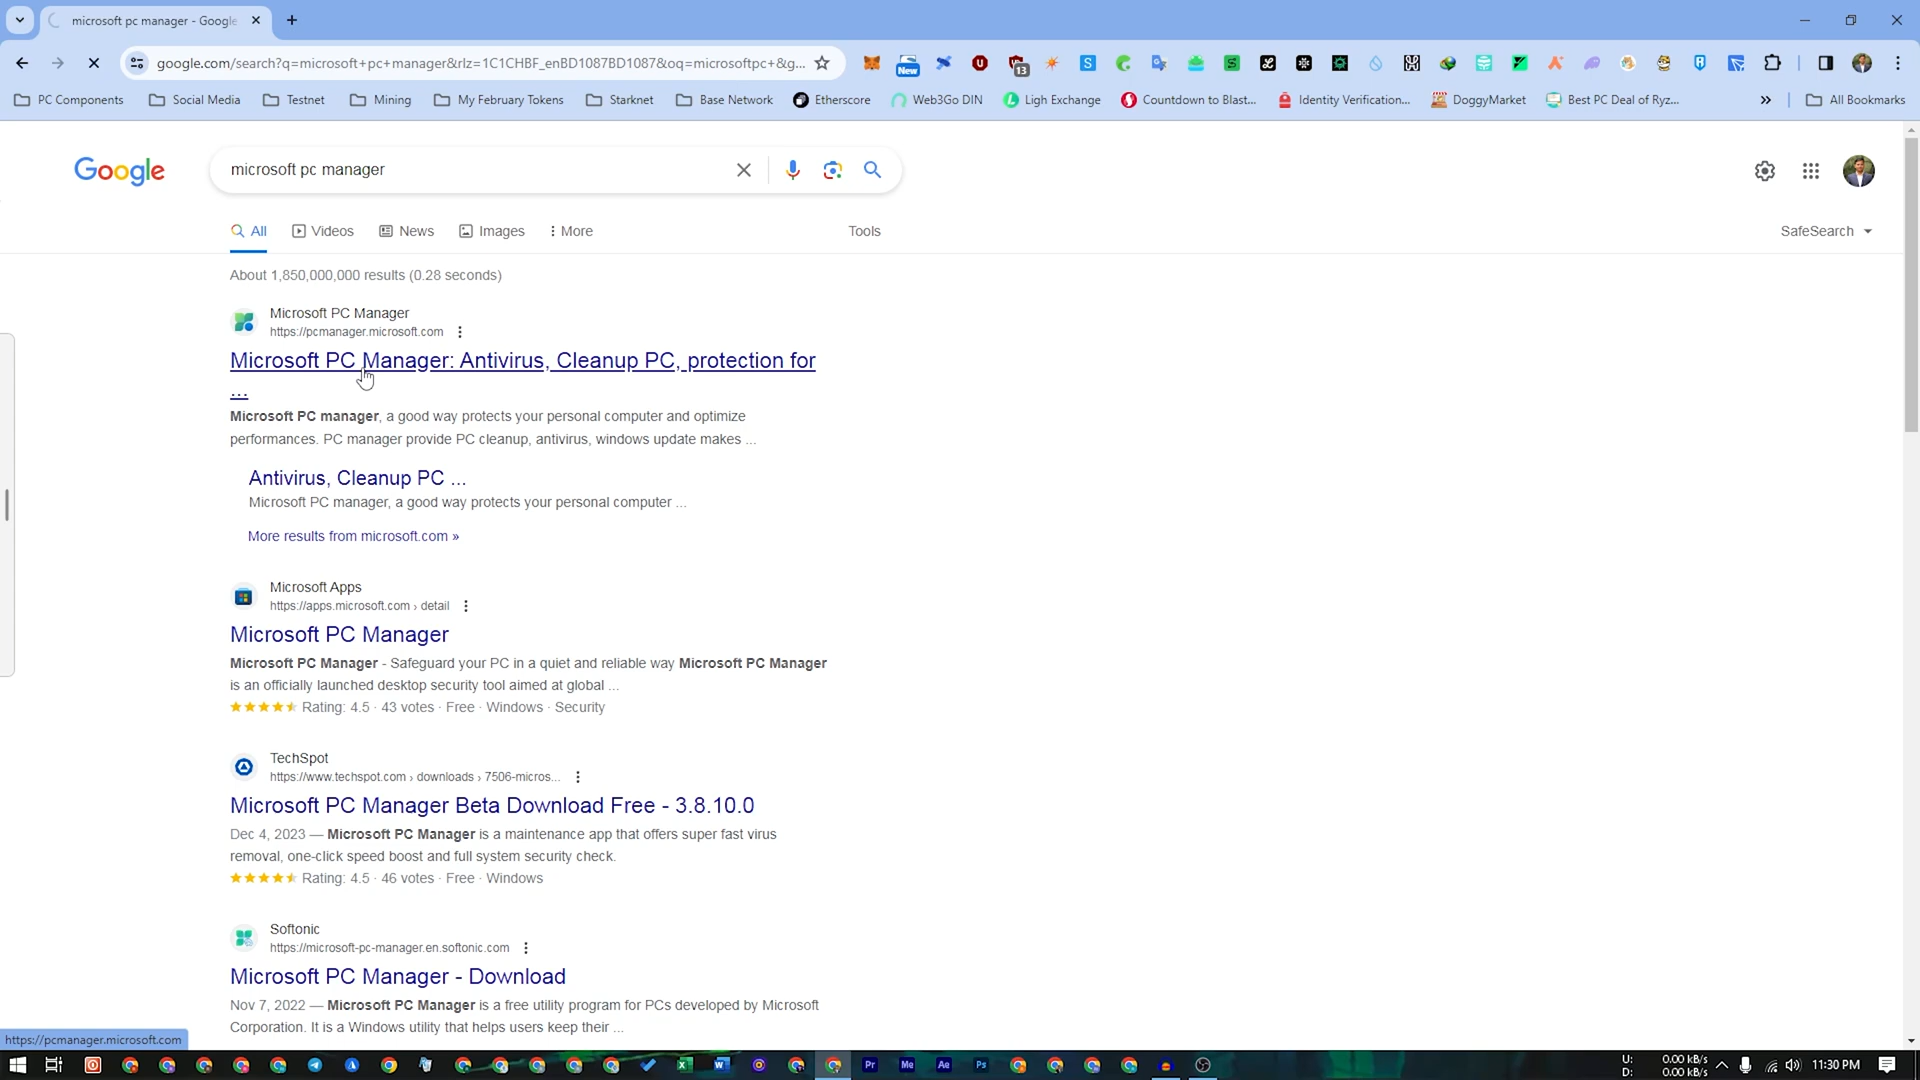 microsoft pc manager - Google
google.com/search?q=microsoft+pc+manager&rlz=1C1CHBF_enBD1087BD1087&oq=microsoftpc+&g...
New
13
PC Components
Social Media
Testnet
Mining
My February Tokens
Starknet
Base Network
Etherscore
Web3Go DIN
Ligh Exchange
Countdown to Blast...
Identity Verification...
DoggyMarket
Best PC Deal of Ryz...
»
All Bookmarks
Google
microsoft pc manager
All
Videos
News
Images
More
Tools
SafeSearch
About 1,850,000,000 results (0.28 seconds)
Microsoft PC Manager
https://pcmanager.microsoft.com
Microsoft PC Manager: Antivirus, Cleanup PC, protection for
...
Microsoft PC manager, a good way protects your personal computer and optimize
performances. PC manager provide PC cleanup, antivirus, windows update makes ...
Antivirus, Cleanup PC ...
Microsoft PC manager, a good way protects your personal computer ...
More results from microsoft.com »
Microsoft Apps
https://apps.microsoft.com › detail
Microsoft PC Manager
Microsoft PC Manager - Safeguard your PC in a quiet and reliable way Microsoft PC Manager
is an officially launched desktop security tool aimed at global ...
Rating: 4.5 · 43 votes · Free · Windows · Security
TechSpot
https://www.techspot.com › downloads › 7506-micros...
Microsoft PC Manager Beta Download Free - 3.8.10.0
Dec 4, 2023 — Microsoft PC Manager is a maintenance app that offers super fast virus
removal, one-click speed boost and full system security check.
Rating: 4.5 · 46 votes · Free · Windows
Softonic
https://microsoft-pc-manager.en.softonic.com
Microsoft PC Manager - Download
Nov 7, 2022 — Microsoft PC Manager is a free utility program for PCs developed by Microsoft
Corporation. It is a Windows utility that helps users keep their ...
https://pcmanager.microsoft.com
Pr
Me
Ae
Ps
U: 0.00 kB/s
D: 0.00 kB/s
11:30 PM